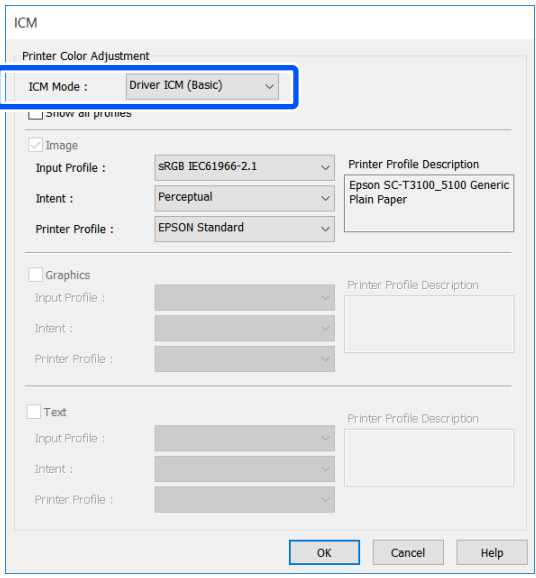 ICM
Printer Color Adjustment
ICM Mode : Driver ICM (Basic)
Show all profiles
Image
Input Profile : sRGB IEC61966-2.1 Printer Profile Description
Intent : Perceptual Epson SC-T3100_5100 Generic
Plain Paper
Printer Profile : EPSON Standard
Graphics
Input Profile : Printer Profile Description
Intent :
Printer Profile :
Text
Input Profile : Printer Profile Description
Intent :
Printer Profile :
OK Cancel Help